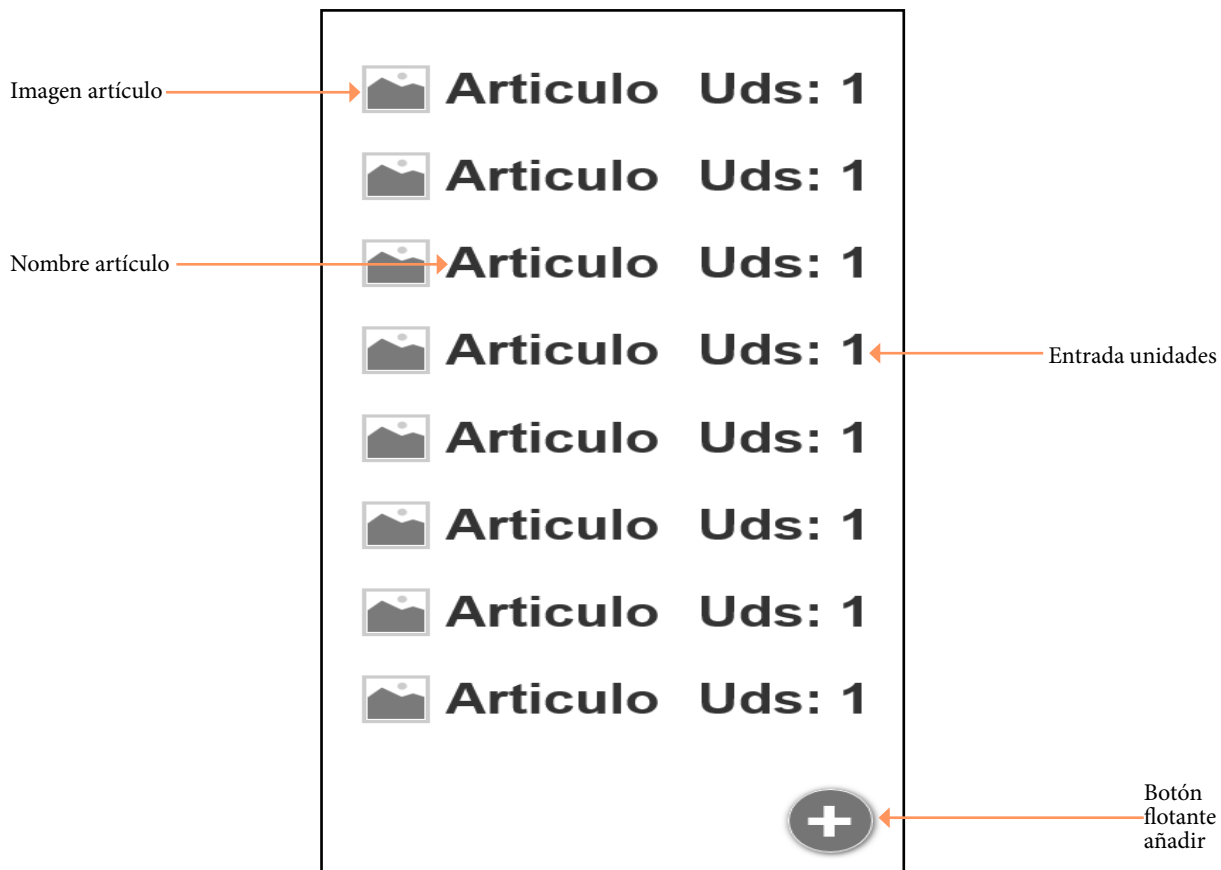 Imagen artículo
Articulo Uds: 1
Articulo Uds: 1
Nombre artículo
Articulo Uds: 1
Articulo Uds: 1
Entrada unidades
Articulo Uds: 1
Articulo Uds: 1
Articulo Uds: 1
Articulo Uds: 1
Botón
flotante
añadir